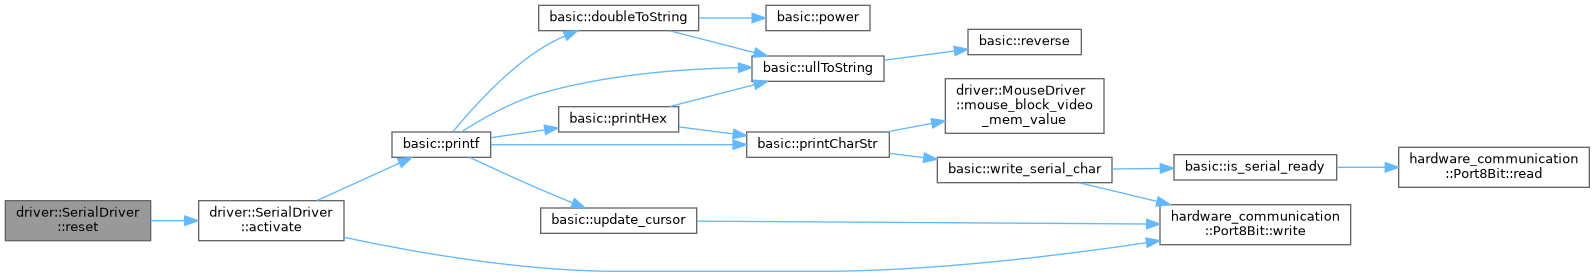 driver::SerialDriver
::reset
driver::SerialDriver
::activate
basic::printf
basic::doubleToString
basic::power
basic::ullToString
basic::reverse
basic::printHex
basic::printCharStr
driver::MouseDriver
::mouse_block_video
_mem_value
basic::write_serial_char
basic::is_serial_ready
hardware_communication
::Port8Bit::read
basic::update_cursor
hardware_communication
::Port8Bit::write